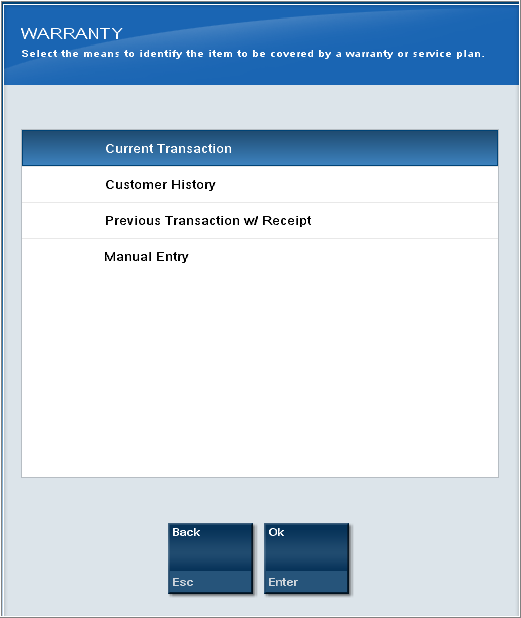 WARRANTY
Select the means to identify the item to be covered by a warranty or service plan.
Current Transaction
Customer History
Previous Transaction w/ Receipt
Manual Entry
Back
Esc
Ok
Enter